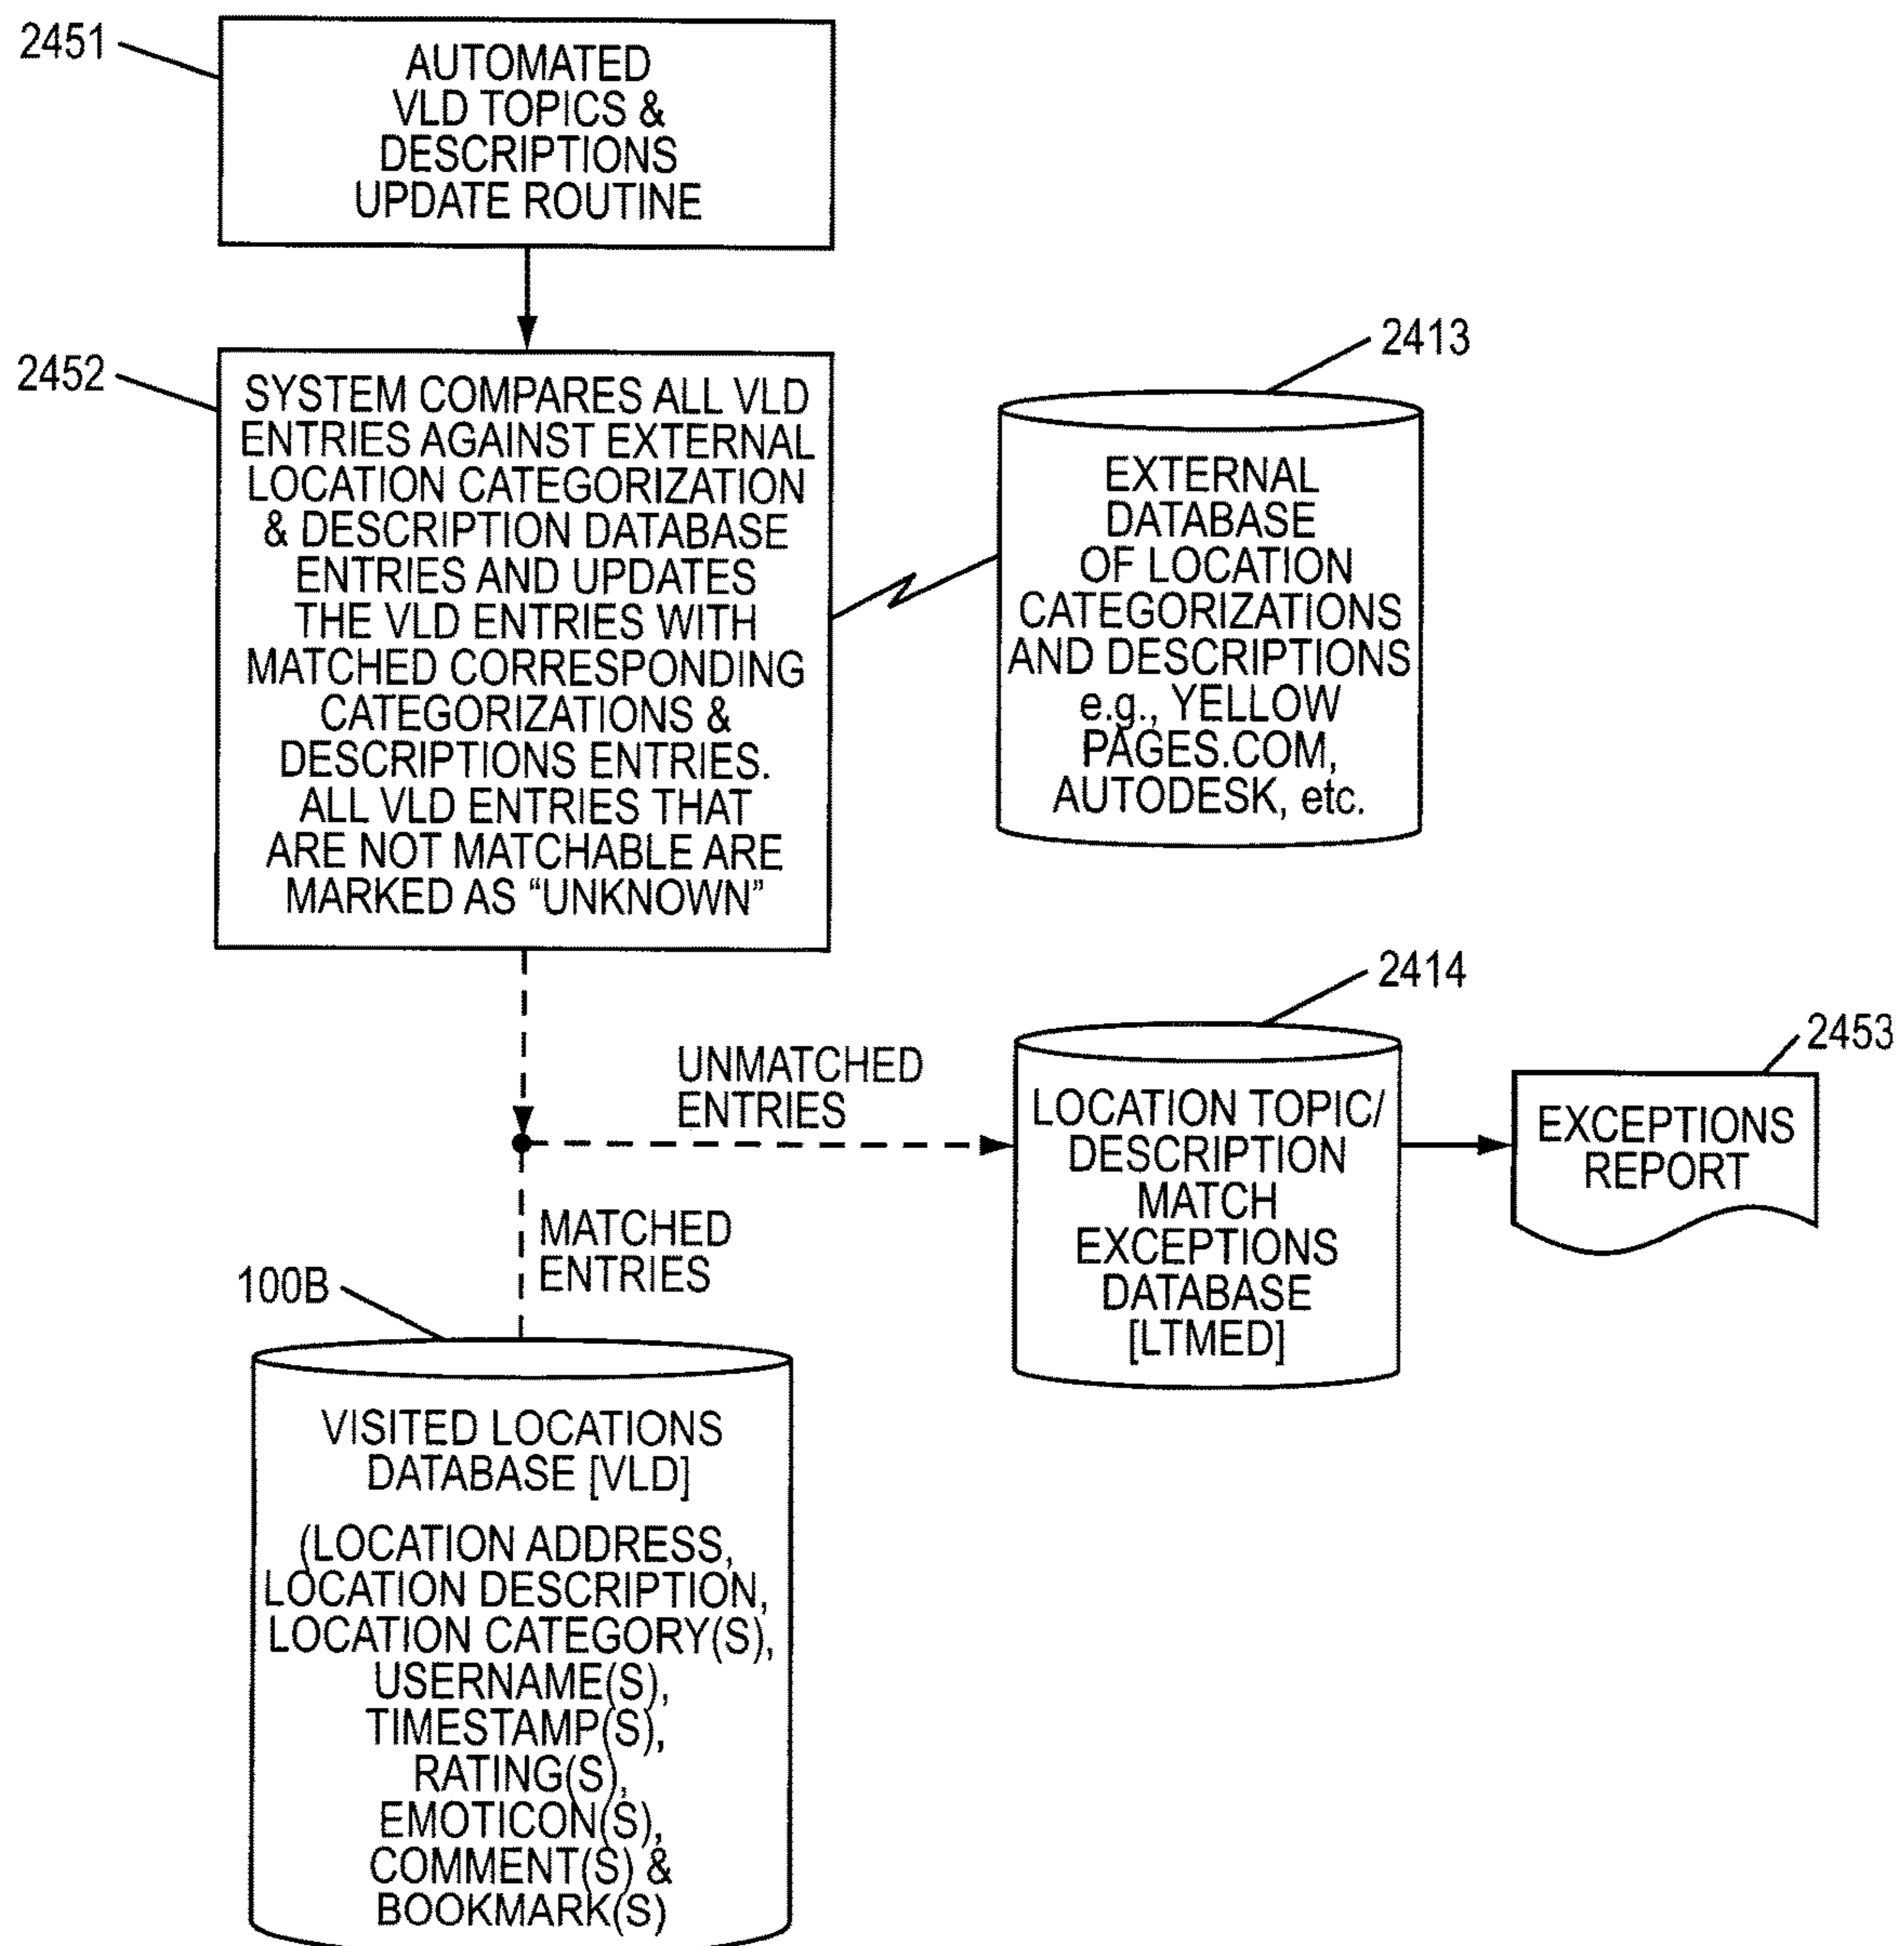 2451
AUTOMATED
VLD TOPICS &
DESCRIPTIONS
UPDATE ROUTINE
2452
SYSTEM COMPARES ALL VLD
ENTRIES AGAINST EXTERNAL
LOCATION CATEGORIZATION
& DESCRIPTION DATABASE
ENTRIES AND UPDATES
THE VLD ENTRIES WITH
MATCHED CORRESPONDING
CATEGORIZATIONS &
DESCRIPTIONS ENTRIES.
ALL VLD ENTRIES THAT
ARE NOT MATCHABLE ARE
MARKED AS “UNKNOWN”
2413
EXTERNAL
DATABASE
OF LOCATION
CATEGORIZATIONS
AND DESCRIPTIONS
e.g., YELLOW
PAGES.COM,
AUTODESK, etc.
UNMATCHED
ENTRIES
2414
LOCATION TOPIC/
DESCRIPTION
MATCH
EXCEPTIONS
DATABASE
[LTMED]
2453
EXCEPTIONS
REPORT
MATCHED
ENTRIES
100B
VISITED LOCATIONS
DATABASE [VLD]
(LOCATION ADDRESS,
LOCATION DESCRIPTION,
LOCATION CATEGORY(S),
USERNAME(S),
TIMESTAMP(S),
RATING(S),
EMOTICON(S),
COMMENT(S) &
BOOKMARK(S)